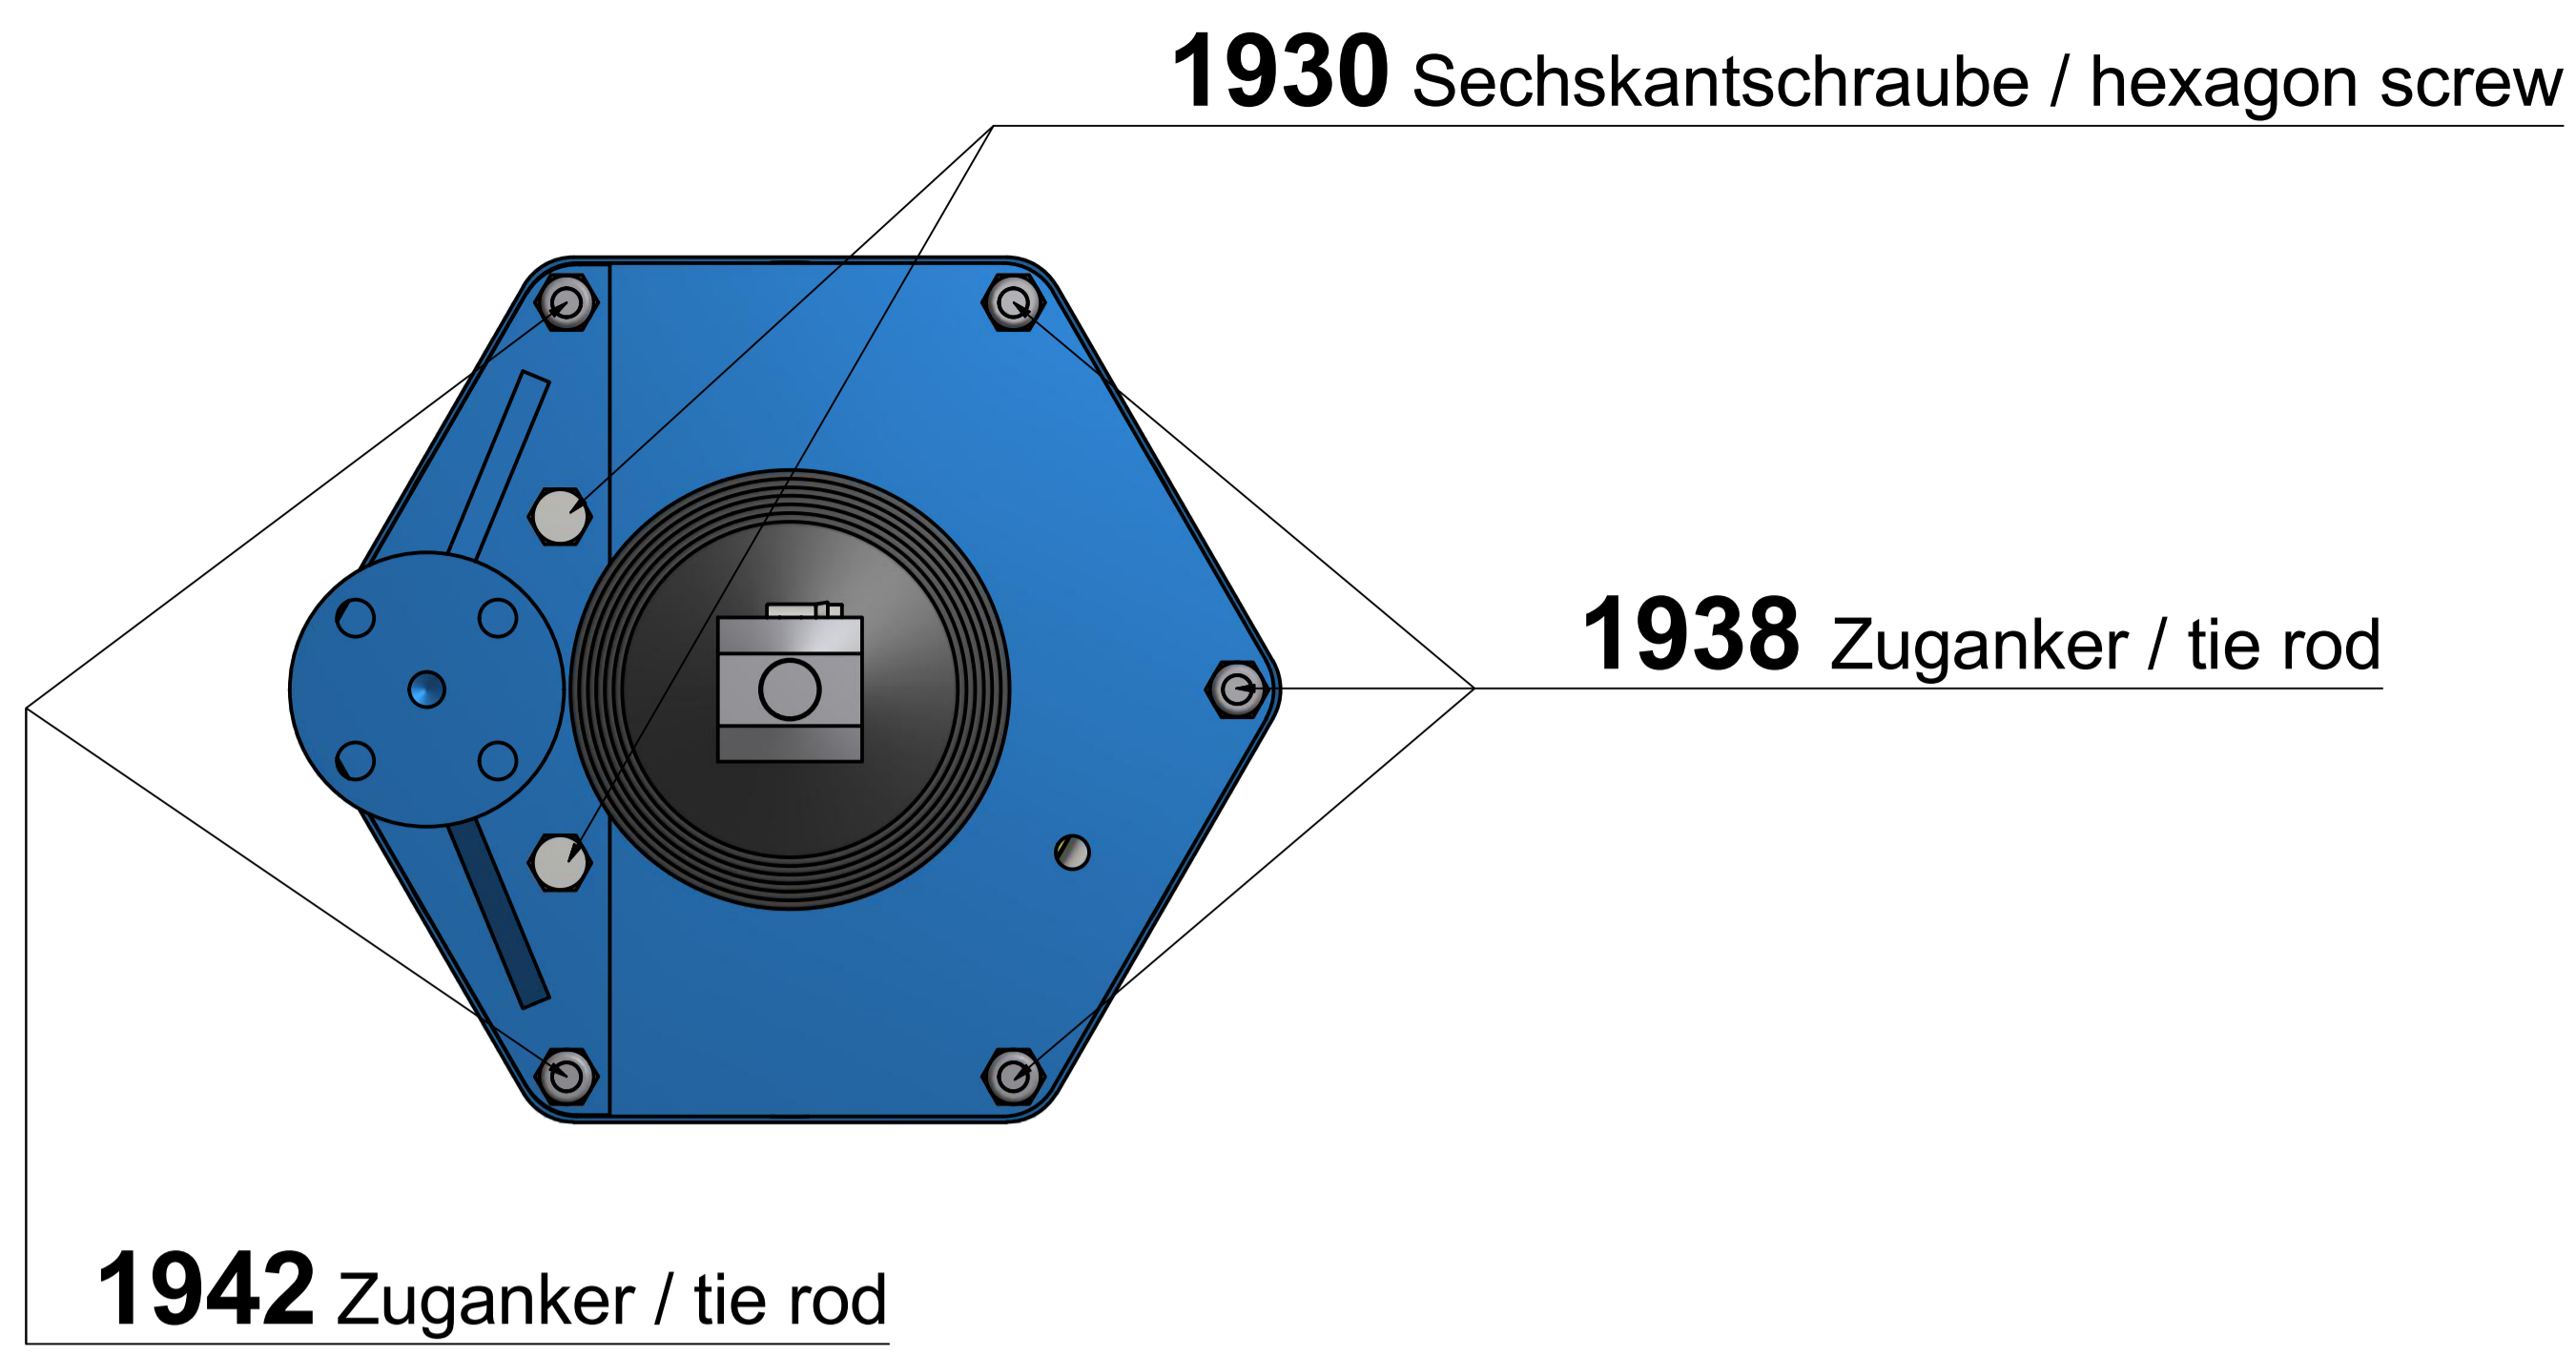 1930 Sechskantschraube / hexagon screw
1938 Zuganker / tie rod
1942 Zuganker / tie rod